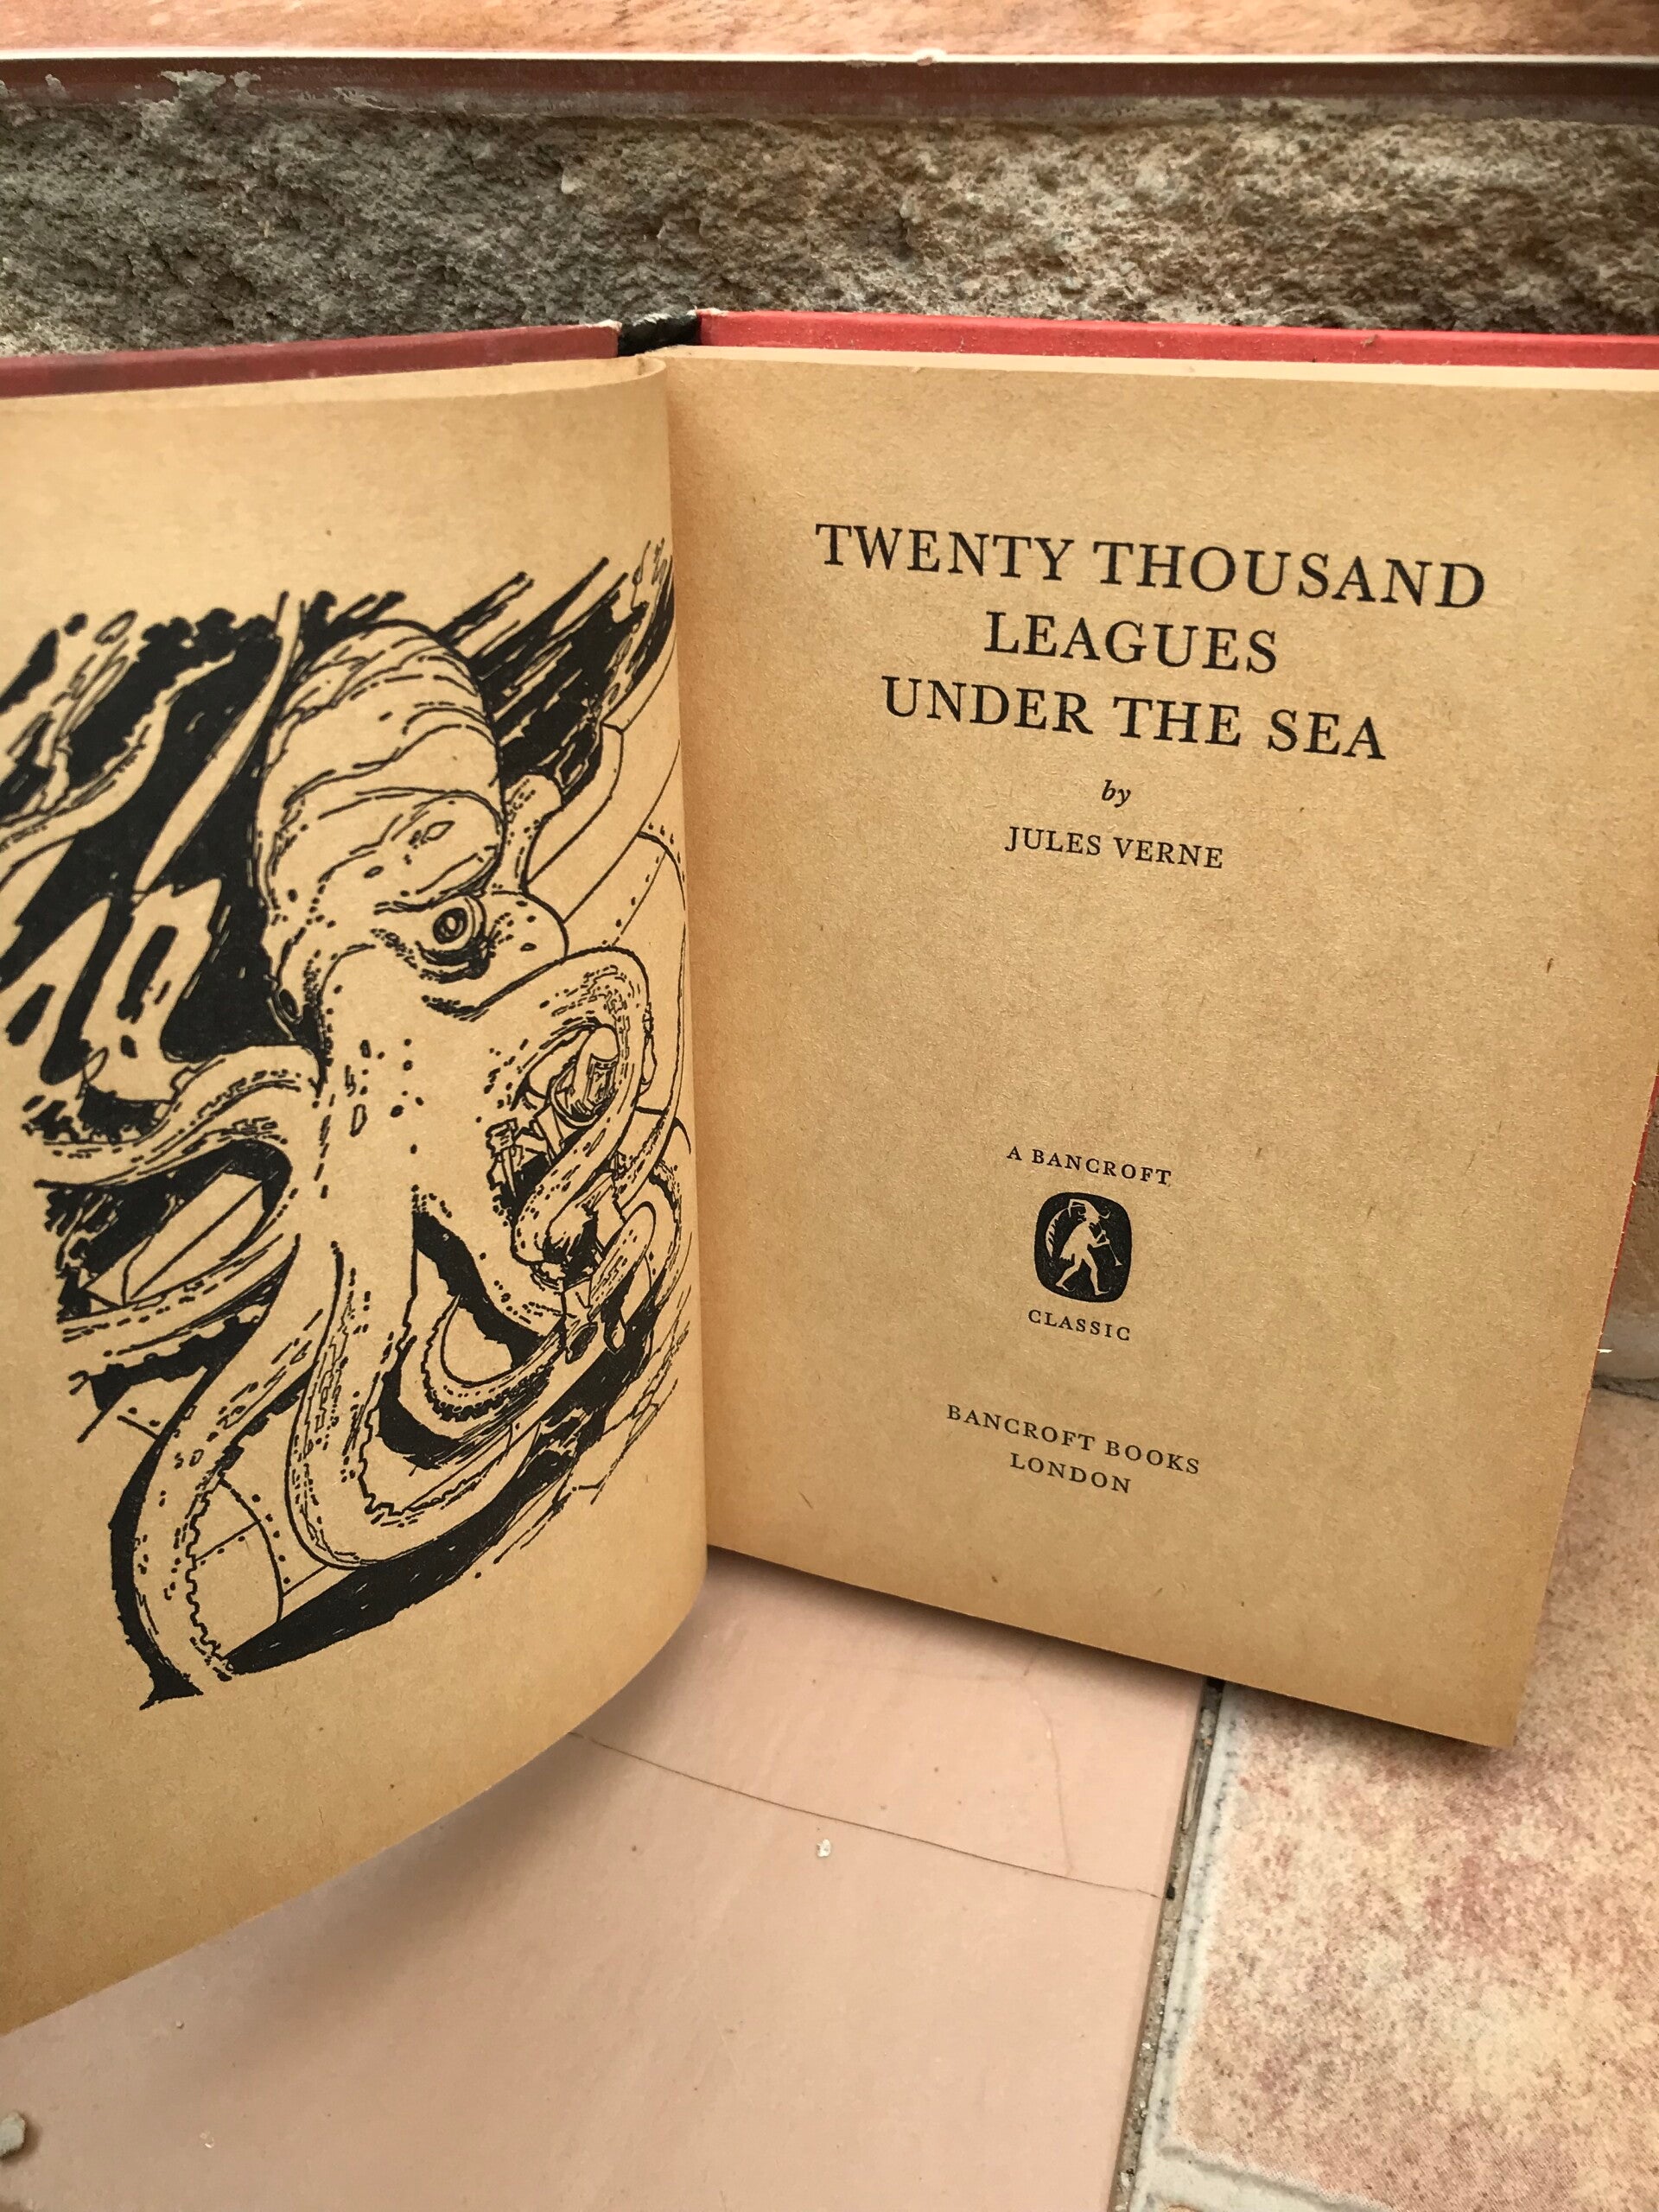 TWENTY THOUSAND
LEAGUES
UNDER THE SEA
by
JULES VERNE
A BANCROFT
CLASSIC
BANCROFT BOOKS
LONDON